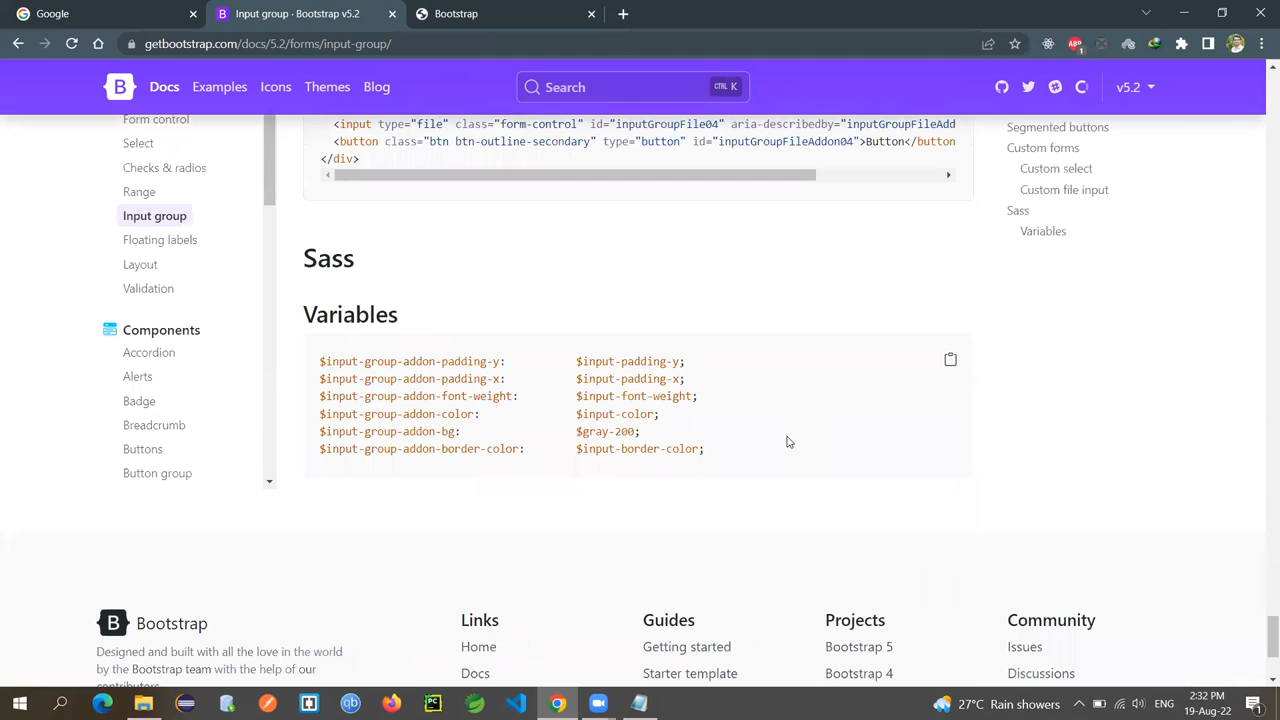 Google
Input group · Bootstrap v5.2
Bootstrap
getbootstrap.com/docs/5.2/forms/input-group/
ABP
1
B
Docs
Examples
Icons
Themes
Blog
Search
CTRL K
v5.2
Form control
Select
Checks & radios
Range
Input group
Floating labels
Layout
Validation
Components
Accordion
Alerts
Badge
Breadcrumb
Buttons
Button group
<input type="file" class="form-control" id="inputGroupFile04" aria-describedby="inputGroupFileAdd
<button class="btn btn-outline-secondary" type="button" id="inputGroupFileAddon04">Button</button
</div>
Sass
Variables
$input-group-addon-padding-y: $input-padding-y;
$input-group-addon-padding-x: $input-padding-x;
$input-group-addon-font-weight: $input-font-weight;
$input-group-addon-color: $input-color;
$input-group-addon-bg: $gray-200;
$input-group-addon-border-color: $input-border-color;
Segmented buttons
Custom forms
Custom select
Custom file input
Sass
Variables
B Bootstrap
Designed and built with all the love in the world
by the Bootstrap team with the help of our
contributors
Links
Home
Docs
Guides
Getting started
Starter template
Projects
Bootstrap 5
Bootstrap 4
Community
Issues
Discussions
qb
PC
27°C Rain showers
ENG
2:32 PM
19-Aug-22
1